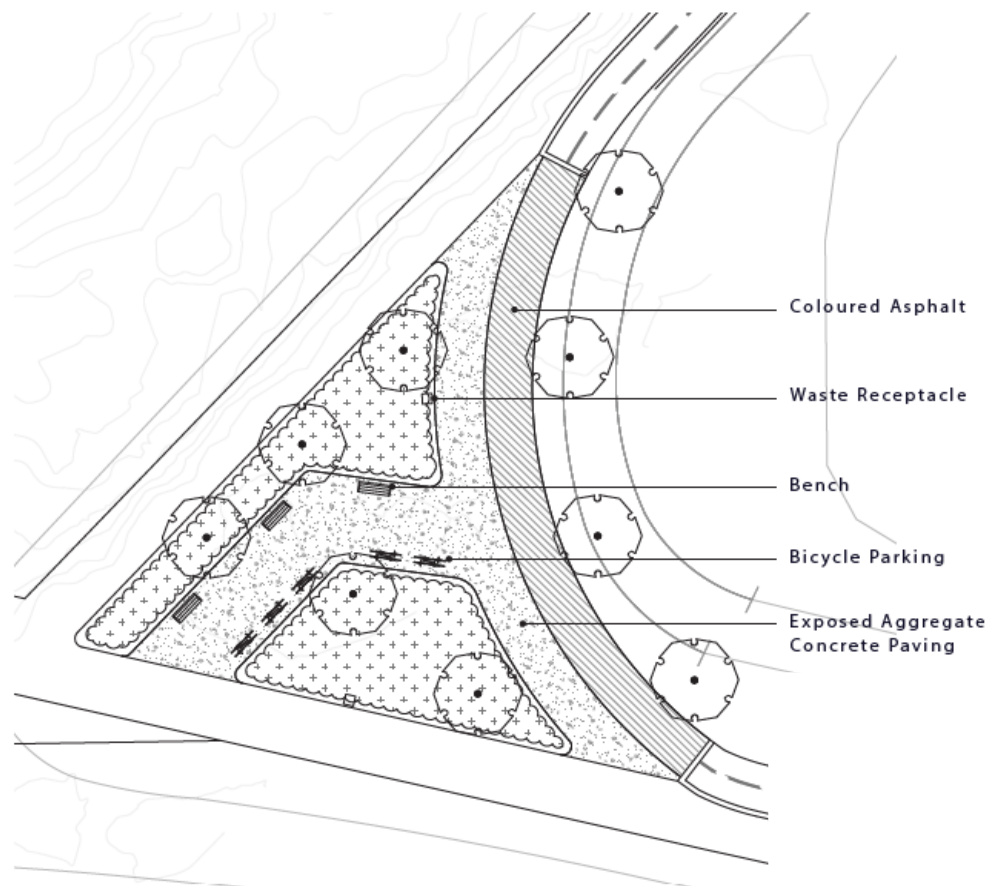 Coloured Asphalt
Waste Receptacle
Bench
Bicycle Parking
Exposed Aggregate
Concrete Paving